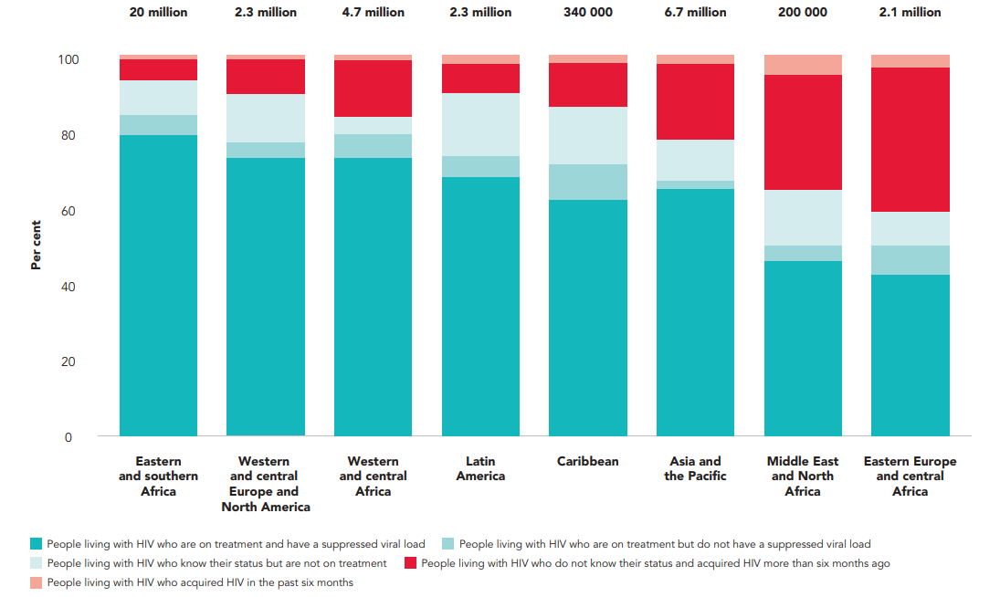 20 million 2.3 million 4.7 million 2.3 million 340 000 6.7 million 200 000 2.1 million
100
80
60
40
20
0
Per cent
Eastern
and southern
Africa
Western
and central
Europe and
North America
Western
and central
Africa
Latin
America
Caribbean
Asia and
the Pacific
Middle East
and North
Africa
Eastern Europe
and central
Africa
People living with HIV who are on treatment and have a suppressed viral load
People living with HIV who are on treatment but do not have a suppressed viral load
People living with HIV who know their status but are not on treatment
People living with HIV who do not know their status and acquired HIV more than six months ago
People living with HIV who acquired HIV in the past six months